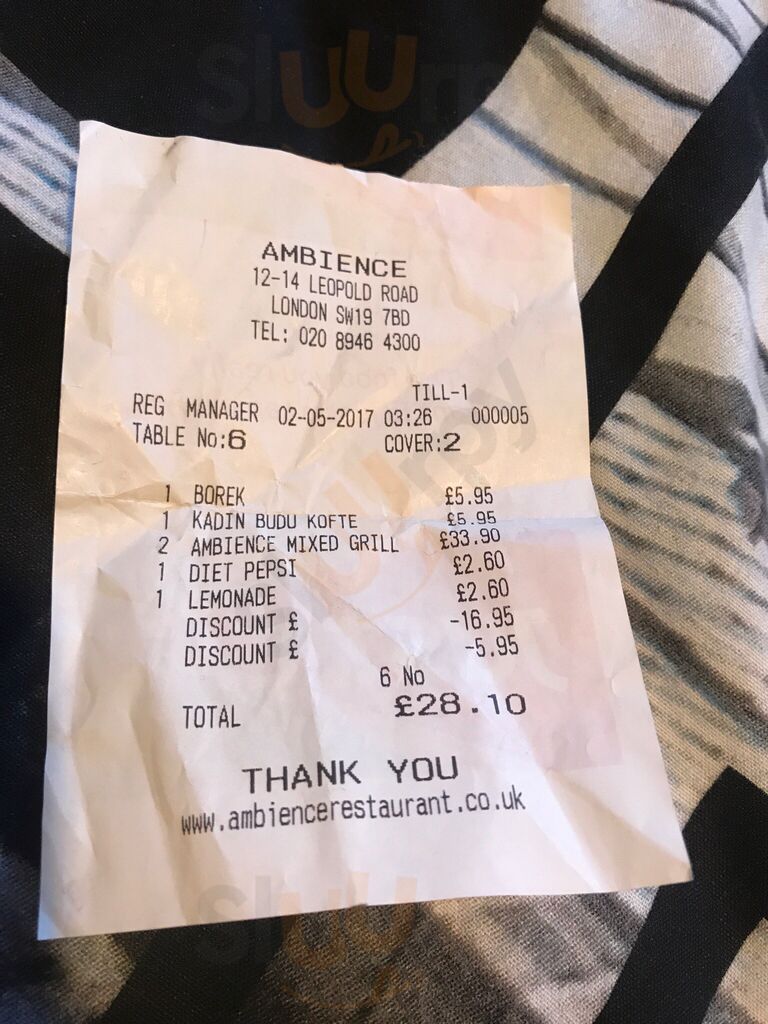 AMBIENCE
12-14 LEOPOLD ROAD
LONDON SW19 7BD
TEL: 020 8946 4300
TILL-1
REG MANAGER 02-05-2017 03:26 000005
TABLE No:6 COVER:2
1 BOREK £5.95
1 KADIN BUDU KOFTE £5.95
2 AMBIENCE MIXED GRILL £33.90
1 DIET PEPSI £2.60
1 LEMONADE £2.60
DISCOUNT £ -16.95
DISCOUNT £ -5.95
6 No
TOTAL £28.10
THANK YOU
www.ambiencerestaurant.co.uk
Sluurpy
Sluurpy